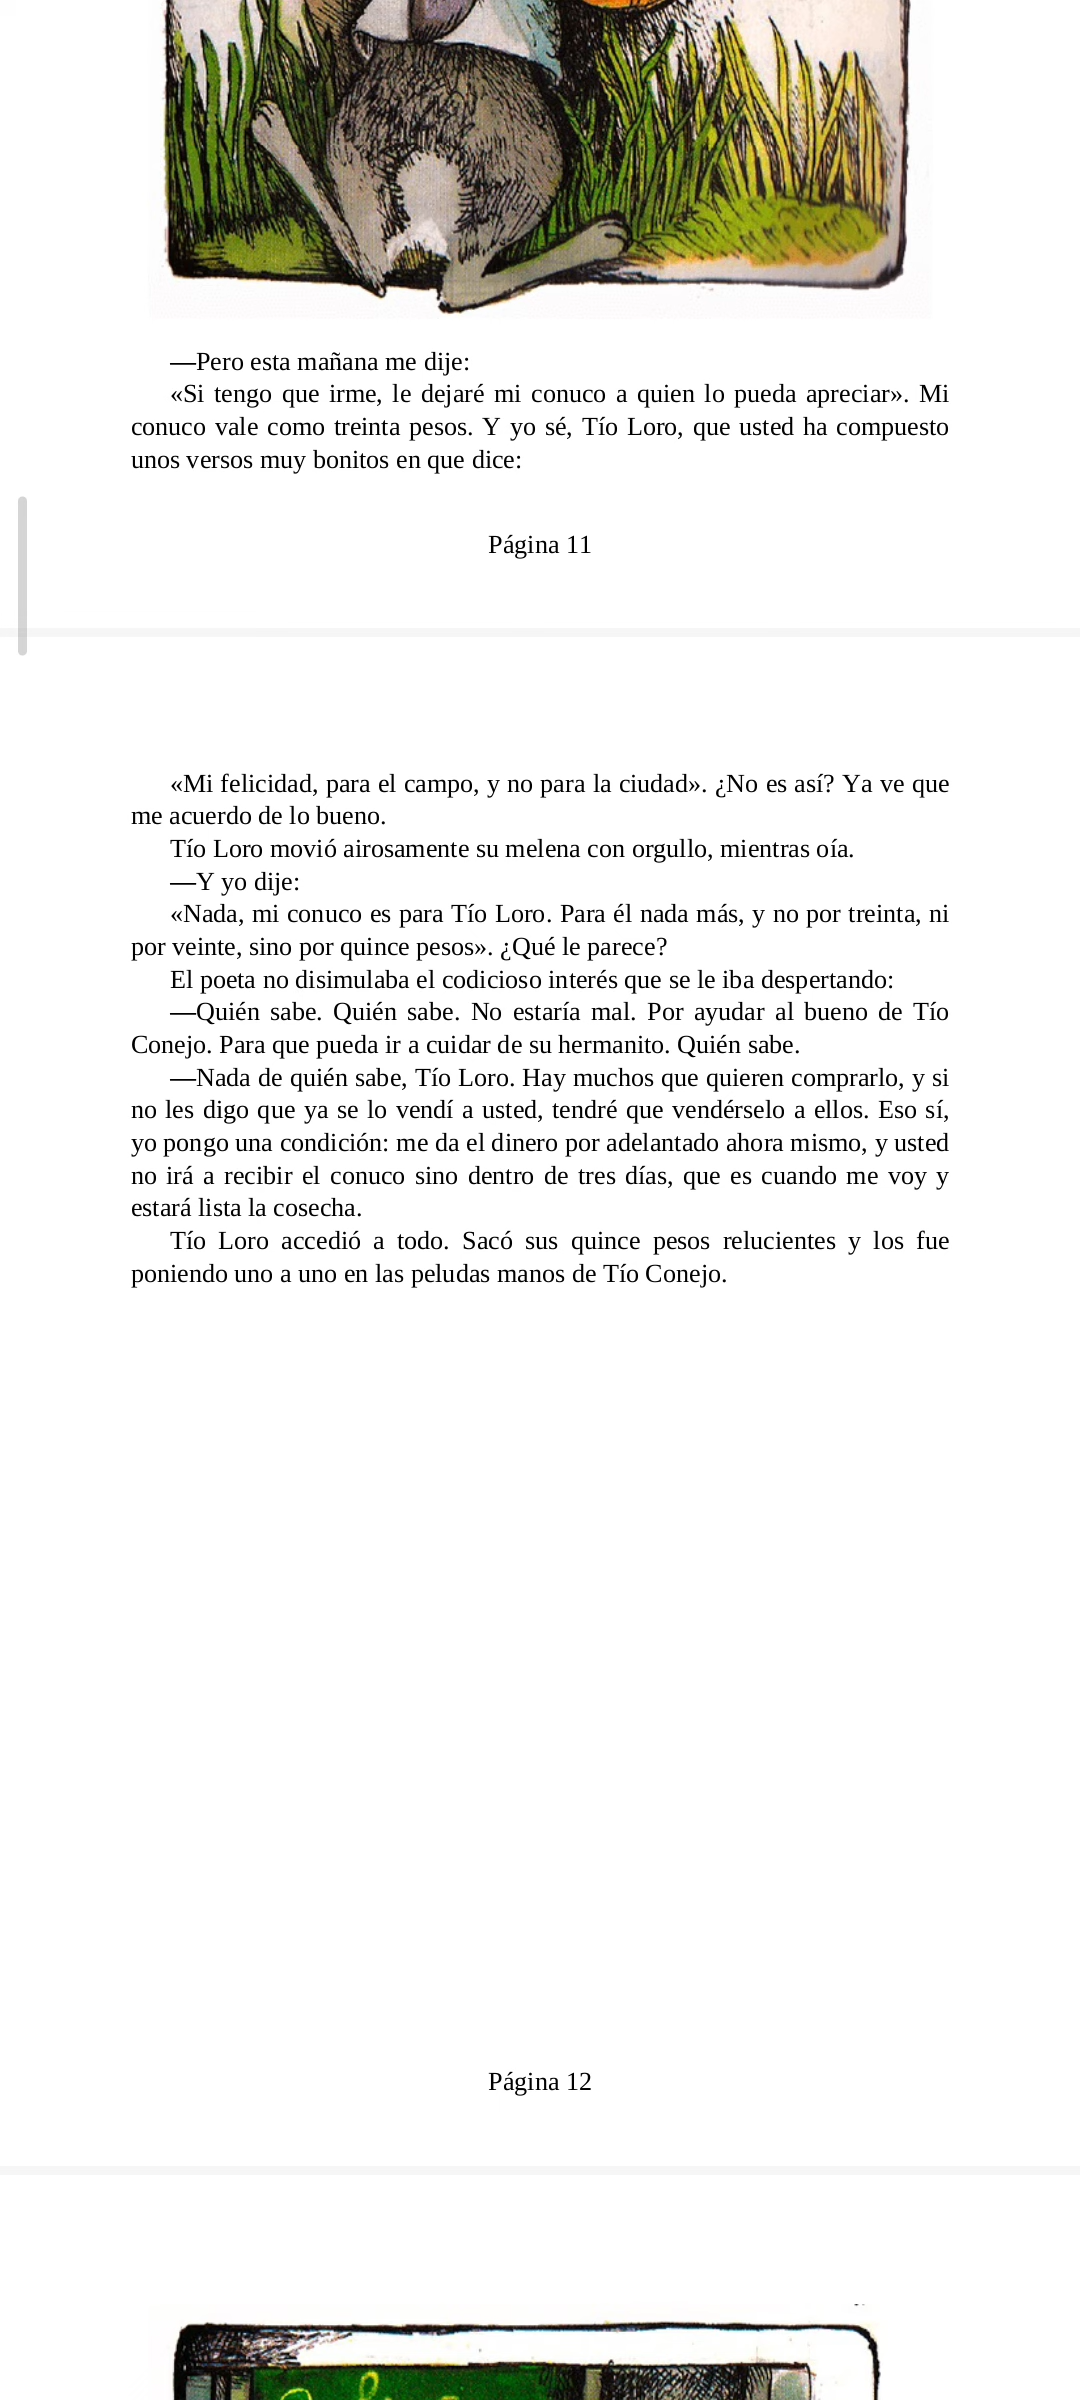 —Pero esta mañana me dije:
«Si tengo que irme, le dejaré mi conuco a quien lo pueda apreciar». Mi
conuco vale como treinta pesos. Y yo sé, Tío Loro, que usted ha compuesto
unos versos muy bonitos en que dice:
Página 11
«Mi felicidad, para el campo, y no para la ciudad». ¿No es así? Ya ve que
me acuerdo de lo bueno.
Tío Loro movió airosamente su melena con orgullo, mientras oía.
—Y yo dije:
«Nada, mi conuco es para Tío Loro. Para él nada más, y no por treinta, ni
por veinte, sino por quince pesos». ¿Qué le parece?
El poeta no disimulaba el codicioso interés que se le iba despertando:
—Quién sabe. Quién sabe. No estaría mal. Por ayudar al bueno de Tío
Conejo. Para que pueda ir a cuidar de su hermanito. Quién sabe.
—Nada de quién sabe, Tío Loro. Hay muchos que quieren comprarlo, y si
no les digo que ya se lo vendí a usted, tendré que vendérselo a ellos. Eso sí,
yo pongo una condición: me da el dinero por adelantado ahora mismo, y usted
no irá a recibir el conuco sino dentro de tres días, que es cuando me voy y
estará lista la cosecha.
Tío Loro accedió a todo. Sacó sus quince pesos relucientes y los fue
poniendo uno a uno en las peludas manos de Tío Conejo.
Página 12